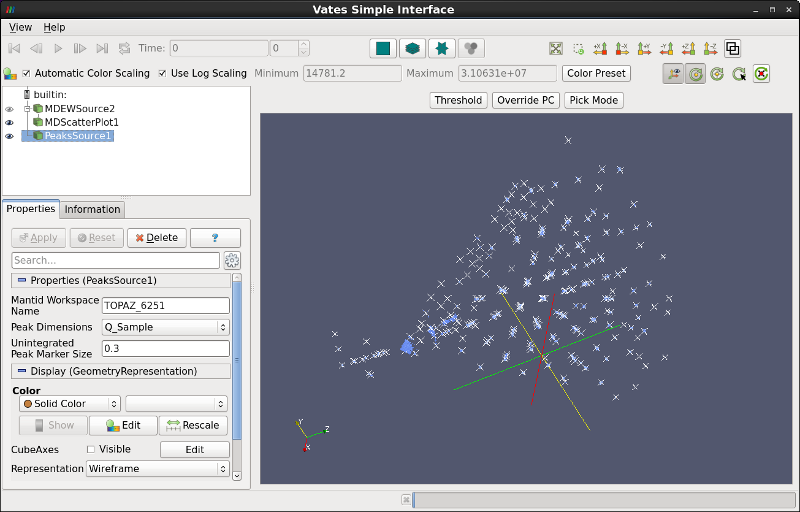 Vates Simple Interface
View Help
Time: 0 0
Automatic Color Scaling Use Log Scaling Minimum 14781.2 Maximum 3.10631e+07 Color Preset
Threshold Override PC Pick Mode
builtin:
MDEWSource2
MDScatterPlot1
PeaksSource1
Properties Information
Apply Reset Delete ?
Search...
Properties (PeaksSource1)
Mantid Workspace
Name
TOPAZ_6251
Peak Dimensions Q_Sample
Unintegrated
Peak Marker Size
0.3
Display (GeometryRepresentation)
Color
Solid Color
Show Edit Rescale
CubeAxes Visible Edit
Representation Wireframe
+X -X +Y -Y +Z -Z
Y
Z
X